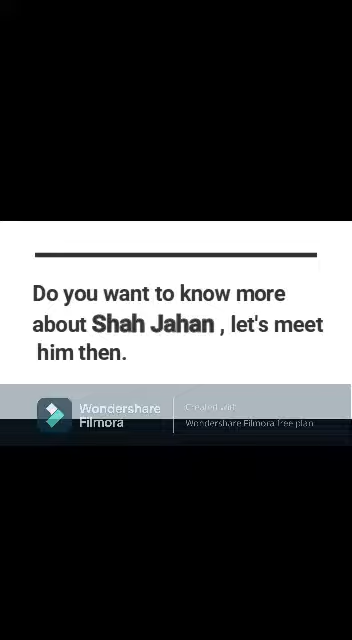 Do you want to know more
about Shah Jahan , let's meet
him then.
Wondershare
Filmora
Created with
Wondershare Filmora free plan